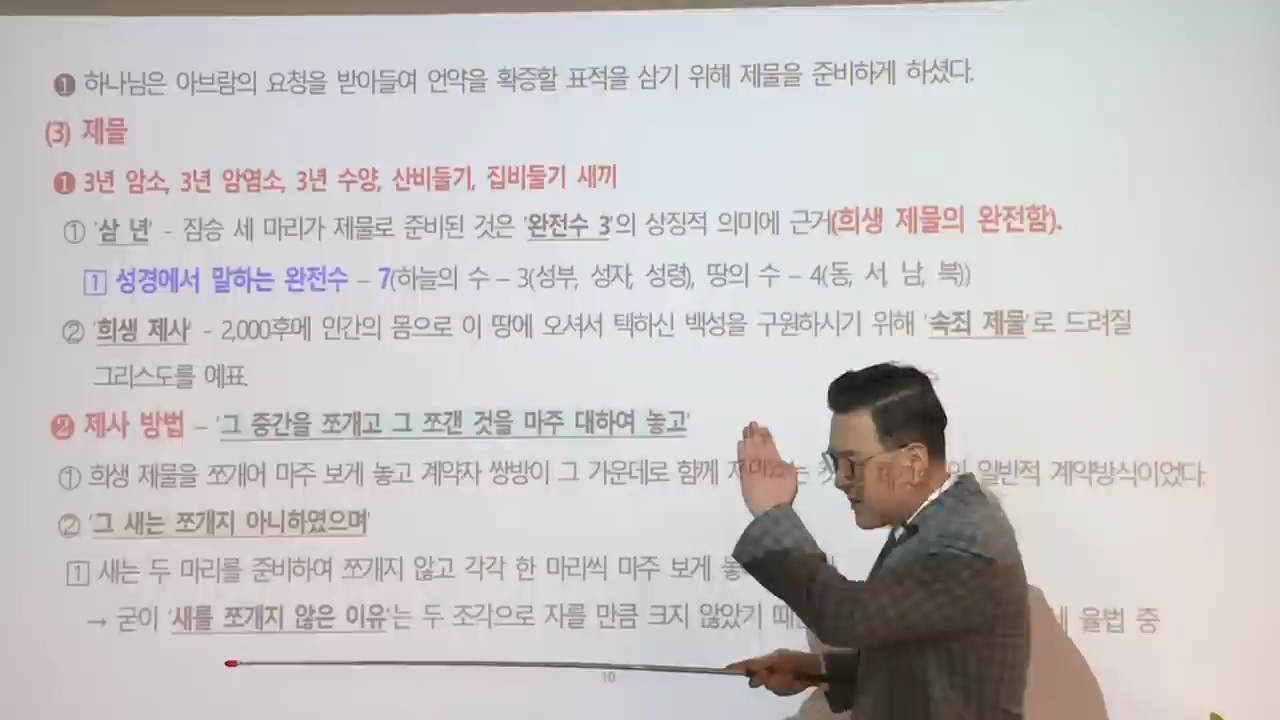 ❶ 하나님은 아브람의 요청을 받아들여 언약을 확증할 표적을 삼기 위해 제물을 준비하게 하셨다.
(3) 제물
❶ 3년 암소, 3년 암염소, 3년 수양, 산비둘기, 집비둘기 새끼
① '삼 년' - 짐승 세 마리가 제물로 준비된 것은 '완전수 3'의 상징적 의미에 근거(희생 제물의 완전함).
1 성경에서 말하는 완전수 - 7(하늘의 수 - 3(성부, 성자, 성령), 땅의 수 - 4(동, 서, 남, 북))
② '희생 제사' - 2,000후에 인간의 몸으로 이 땅에 오셔서 택하신 백성을 구원하시기 위해 '속죄 제물'로 드려질
그리스도를 예표.
❷ 제사 방법 - '그 중간을 쪼개고 그 쪼갠 것을 마주 대하여 놓고'
① 희생 제물을 쪼개어 마주 보게 놓고 계약자 쌍방이 그 가운데로 함께 일반적 계약방식이었다.
② '그 새는 쪼개지 아니하였으며'
1 새는 두 마리를 준비하여 쪼개지 않고 각각 한 마리씩 마주 보게
→ 굳이 '새를 쪼개지 않은 이유'는 두 조각으로 자를 만큼 크지 않았기 율법 중
10